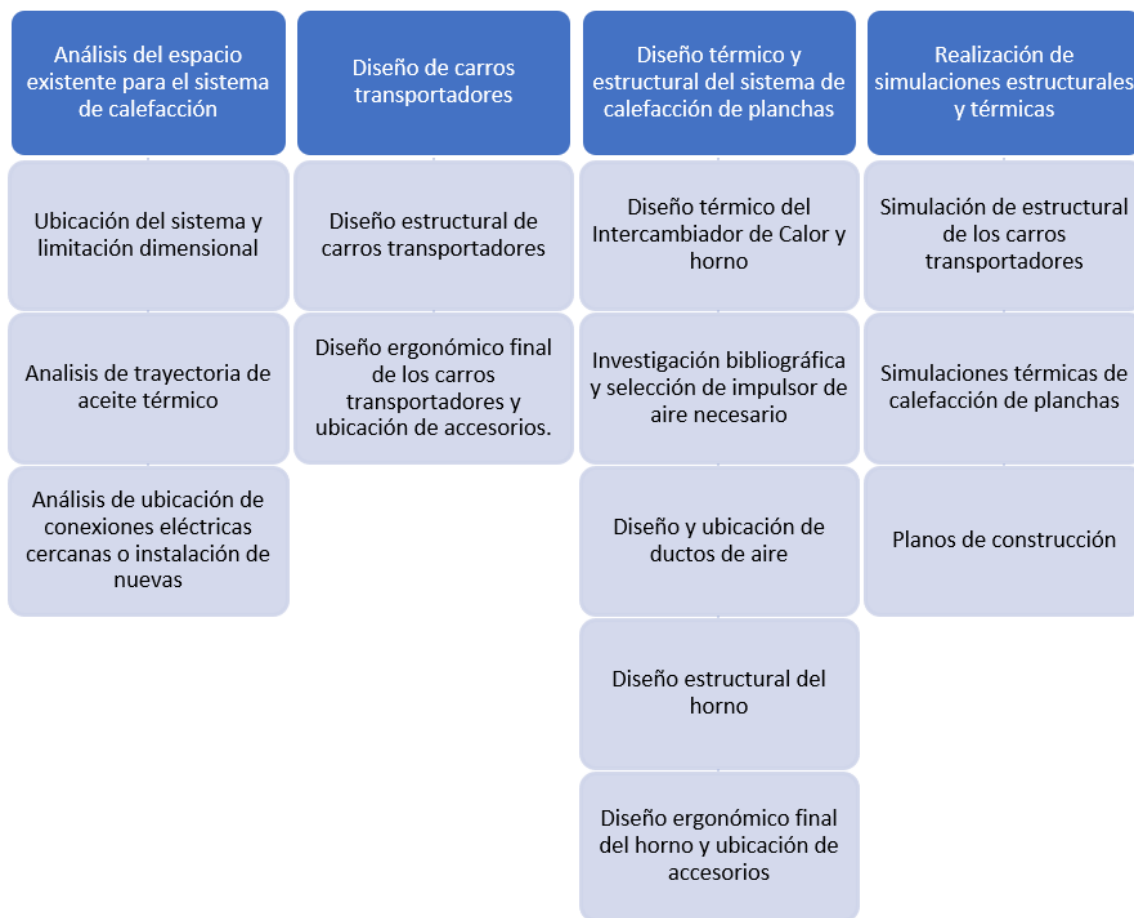 Análisis del espacio
existente para el sistema
de calefacción
Ubicación del sistema y
limitación dimensional
Analisis de trayectoria de
aceite térmico
Análisis de ubicación de
conexiones eléctricas
cercanas o instalación de
nuevas
Diseño de carros
transportadores
Diseño estructural de
carros transportadores
Diseño ergonómico final
de los carros
transportadores y
ubicación de accesorios.
Diseño térmico y
estructural del sistema de
calefacción de planchas
Diseño térmico del
Intercambiador de Calor y
horno
Investigación bibliográfica
y selección de impulsor de
aire necesario
Diseño y ubicación de
ductos de aire
Diseño estructural del
horno
Diseño ergonómico final
del horno y ubicación de
accesorios
Realización de
simulaciones estructurales
y térmicas
Simulación de estructural
de los carros
transportadores
Simulaciones térmicas de
calefacción de planchas
Planos de construcción